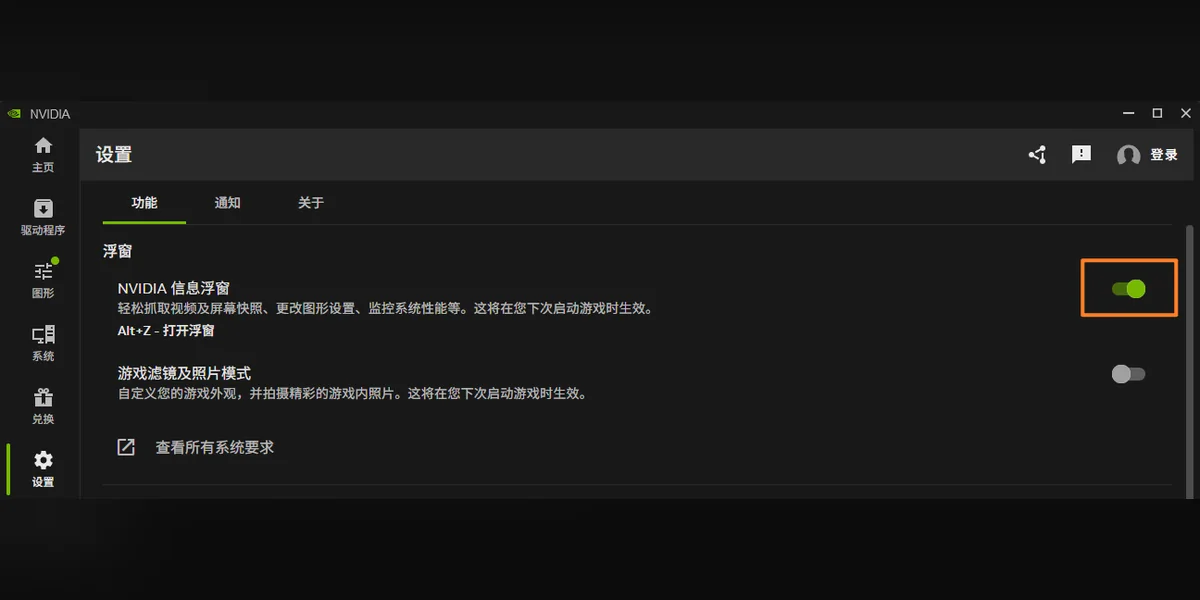 NVIDIA
主页
驱动程序
图形
系统
兑换
设置
设置
登录
功能
通知
关于
浮窗
NVIDIA 信息浮窗
轻松抓取视频及屏幕快照、更改图形设置、监控系统性能等。这将在您下次启动游戏时生效。
Alt+Z - 打开浮窗
游戏滤镜及照片模式
自定义您的游戏外观，并拍摄精彩的游戏内照片。这将在您下次启动游戏时生效。
查看所有系统要求